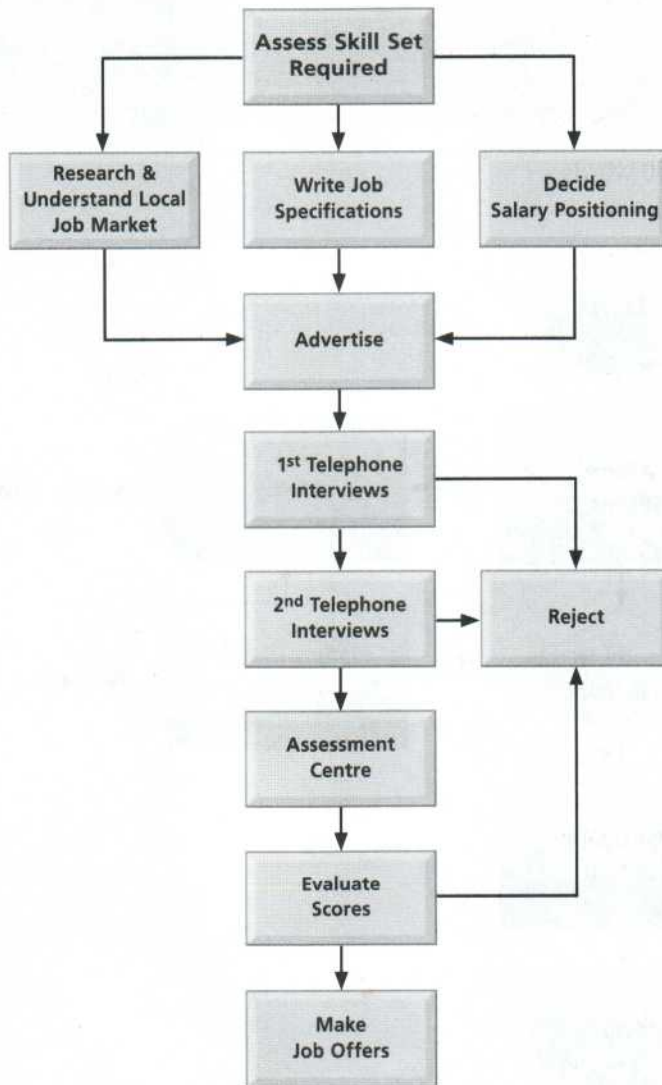 Assess Skill Set
Required
Research &
Understand Local
Job Market
Write Job
Specifications
Decide
Salary Positioning
Advertise
1st Telephone
Interviews
2nd Telephone
Interviews
Reject
Assessment
Centre
Evaluate
Scores
Make
Job Offers